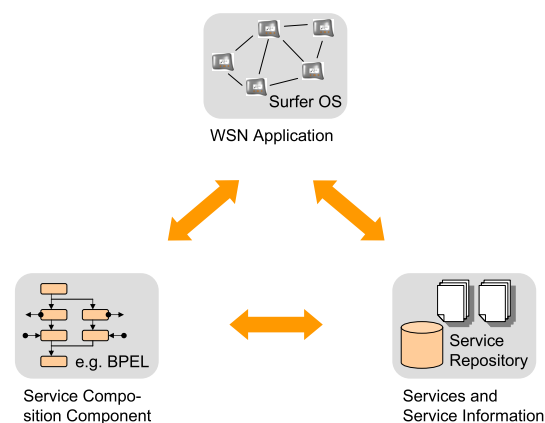 Surfer OS
WSN Application
e.g. BPEL
Service Compo-
sition Component
Service
Repository
Services and
Service Information